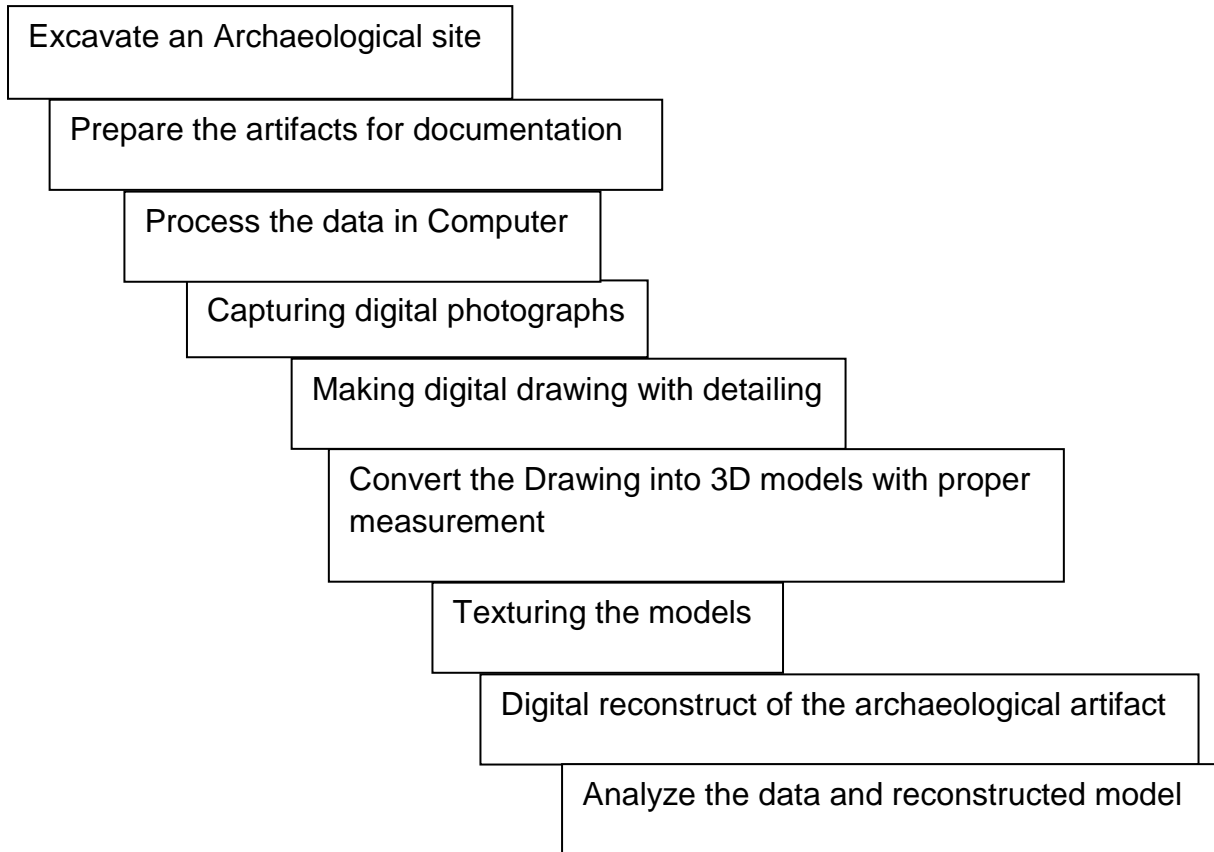 Excavate an Archaeological site
Prepare the artifacts for documentation
Process the data in Computer
Capturing digital photographs
Making digital drawing with detailing
Convert the Drawing into 3D models with proper
measurement
Texturing the models
Digital reconstruct of the archaeological artifact
Analyze the data and reconstructed model